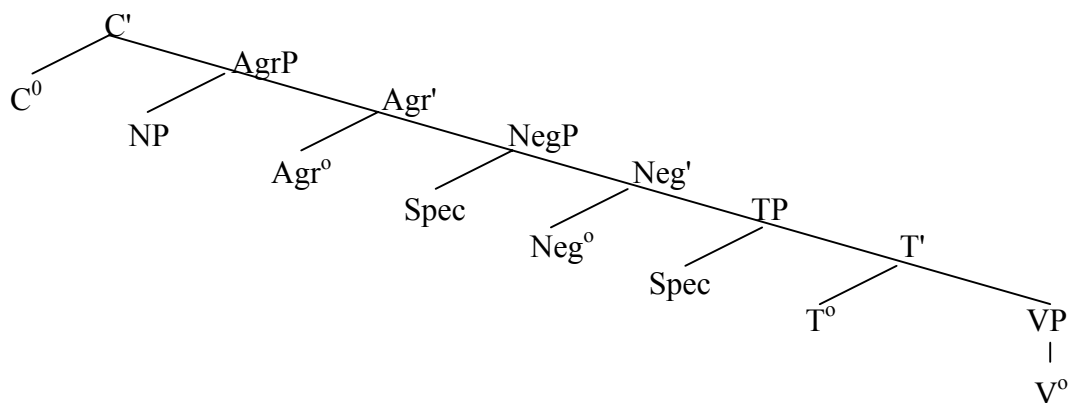 C'
AgrP
C⁰
Agr'
NP
NegP
Agrᵒ
Neg'
Spec
TP
Negᵒ
T'
Spec
Tᵒ
VP
Vᵒ